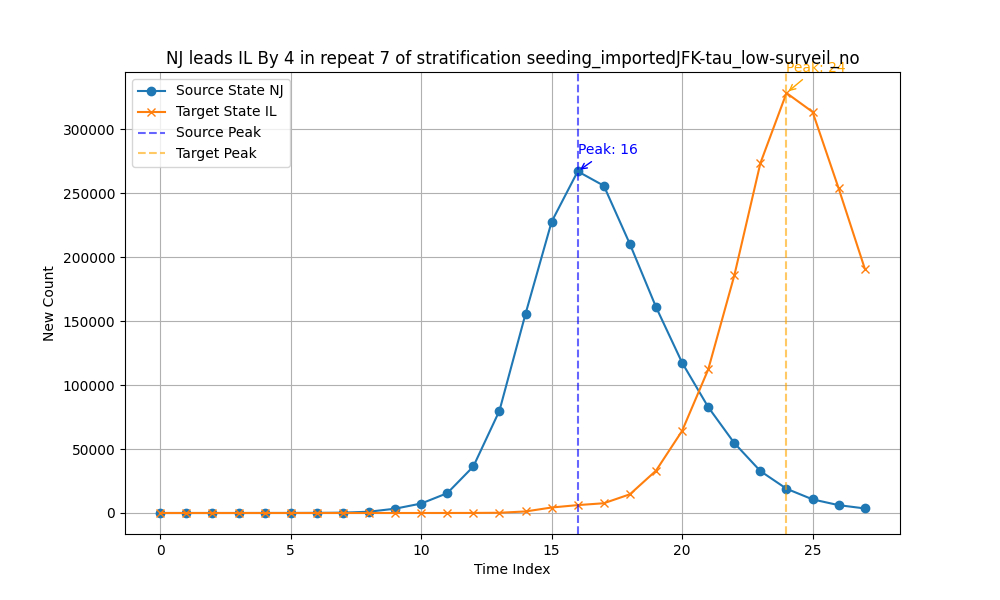 NJ leads IL By 4 in repeat 7 of stratification seeding_importedJFK-tau_low-surveil_no
Peak: 24
Source State NJ
Target State IL
Source Peak
Target Peak
Peak: 16
New Count
300000
250000
200000
150000
100000
50000
0
0 5 10 15 20 25
Time Index